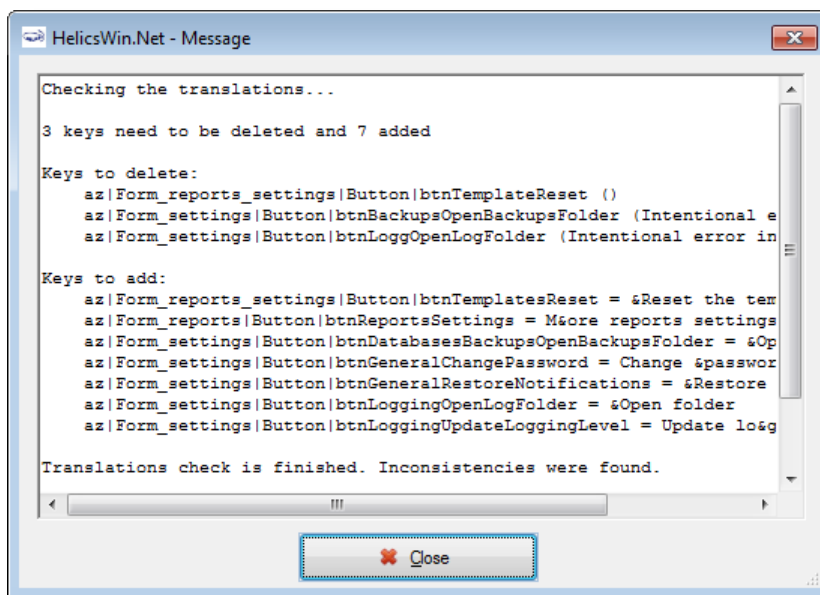 HelicsWin.Net - Message
Checking the translations...
3 keys need to be deleted and 7 added
Keys to delete:
az|Form_reports_settings|Button|btnTemplateReset ()
az|Form_settings|Button|btnBackupsOpenBackupsFolder (Intentional e
az|Form_settings|Button|btnLoggOpenLogFolder (Intentional error in
Keys to add:
az|Form_reports_settings|Button|btnTemplatesReset = &Reset the tem
az|Form_reports|Button|btnReportsSettings = M&ore reports settings
az|Form_settings|Button|btnDatabasesBackupsOpenBackupsFolder = &Op
az|Form_settings|Button|btnGeneralChangePassword = Change &passwor
az|Form_settings|Button|btnGeneralRestoreNotifications = &Restore
az|Form_settings|Button|btnLoggingOpenLogFolder = &Open folder
az|Form_settings|Button|btnLoggingUpdateLoggingLevel = Update lo&g
Translations check is finished. Inconsistencies were found.
Close